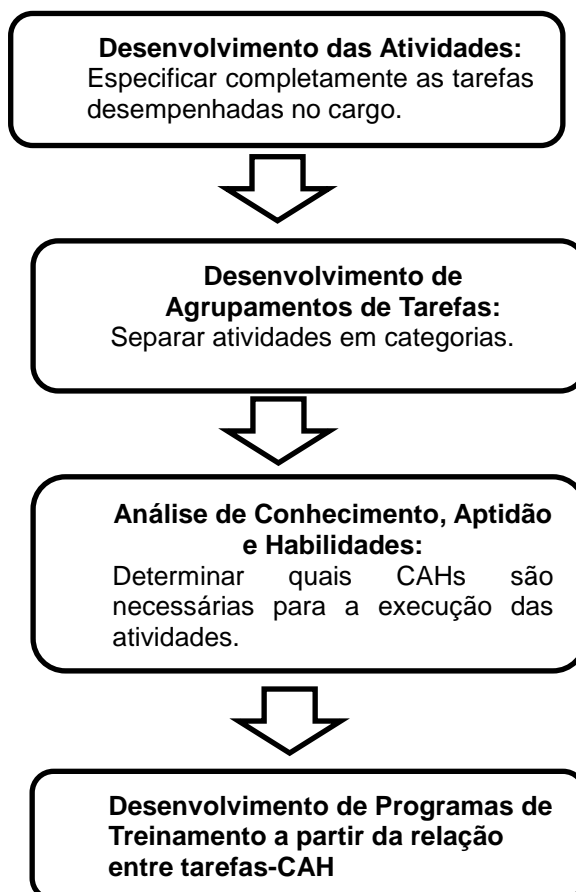 Desenvolvimento das Atividades:
Especificar completamente as tarefas
desempenhadas no cargo.
Desenvolvimento de
Agrupamentos de Tarefas:
Separar atividades em categorias.
Análise de Conhecimento, Aptidão
e Habilidades:
Determinar quais CAHs são
necessárias para a execução das
atividades.
Desenvolvimento de Programas de
Treinamento a partir da relação
entre tarefas-CAH